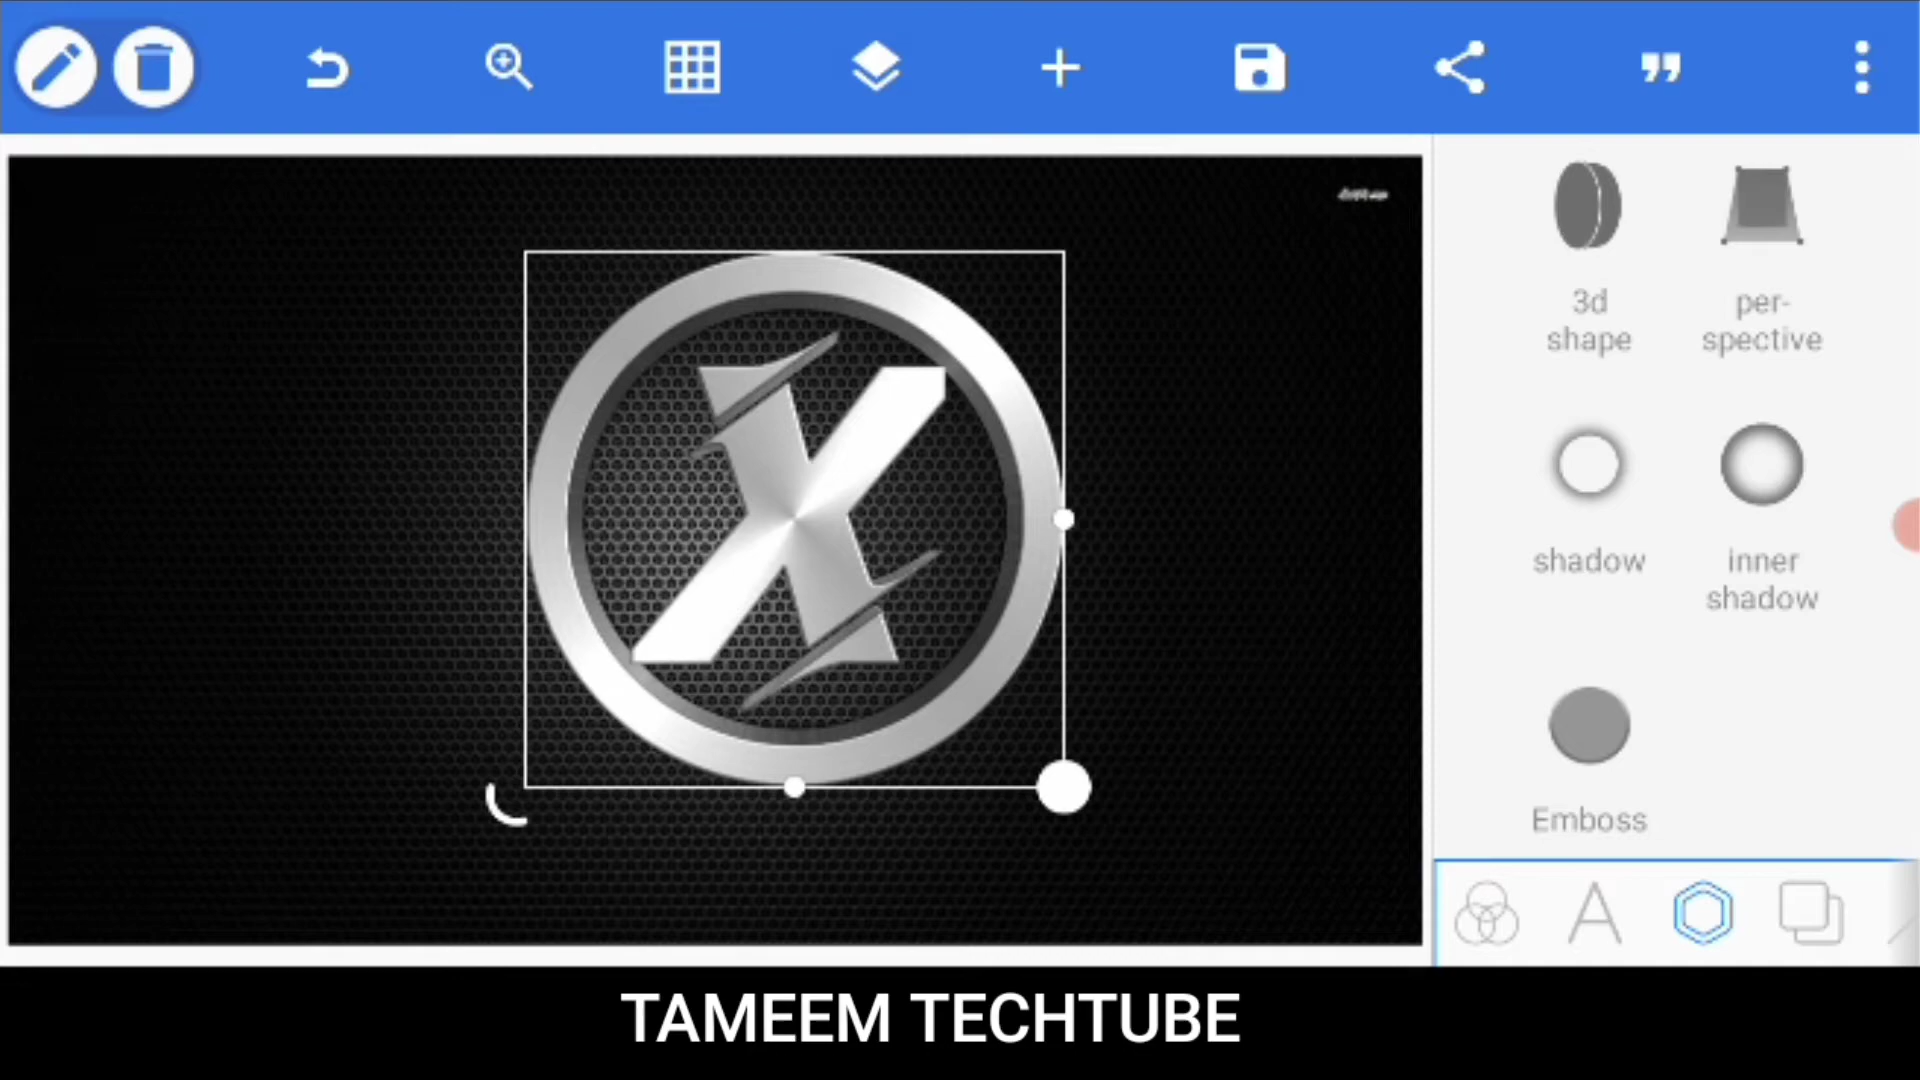 3d
shape
per-
spective
shadow
inner
shadow
Emboss
X
TAMEEM TECHTUBE